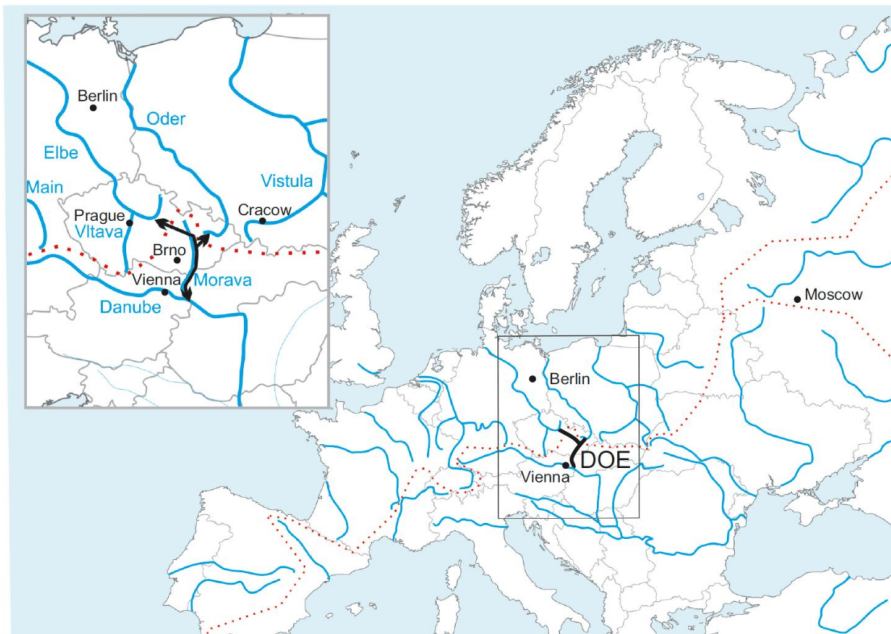 Berlin
Oder
Elbe
Main
Vistula
Prague
Cracow
Vltava
Brno
Vienna
Morava
Danube
Moscow
Berlin
DOE
Vienna